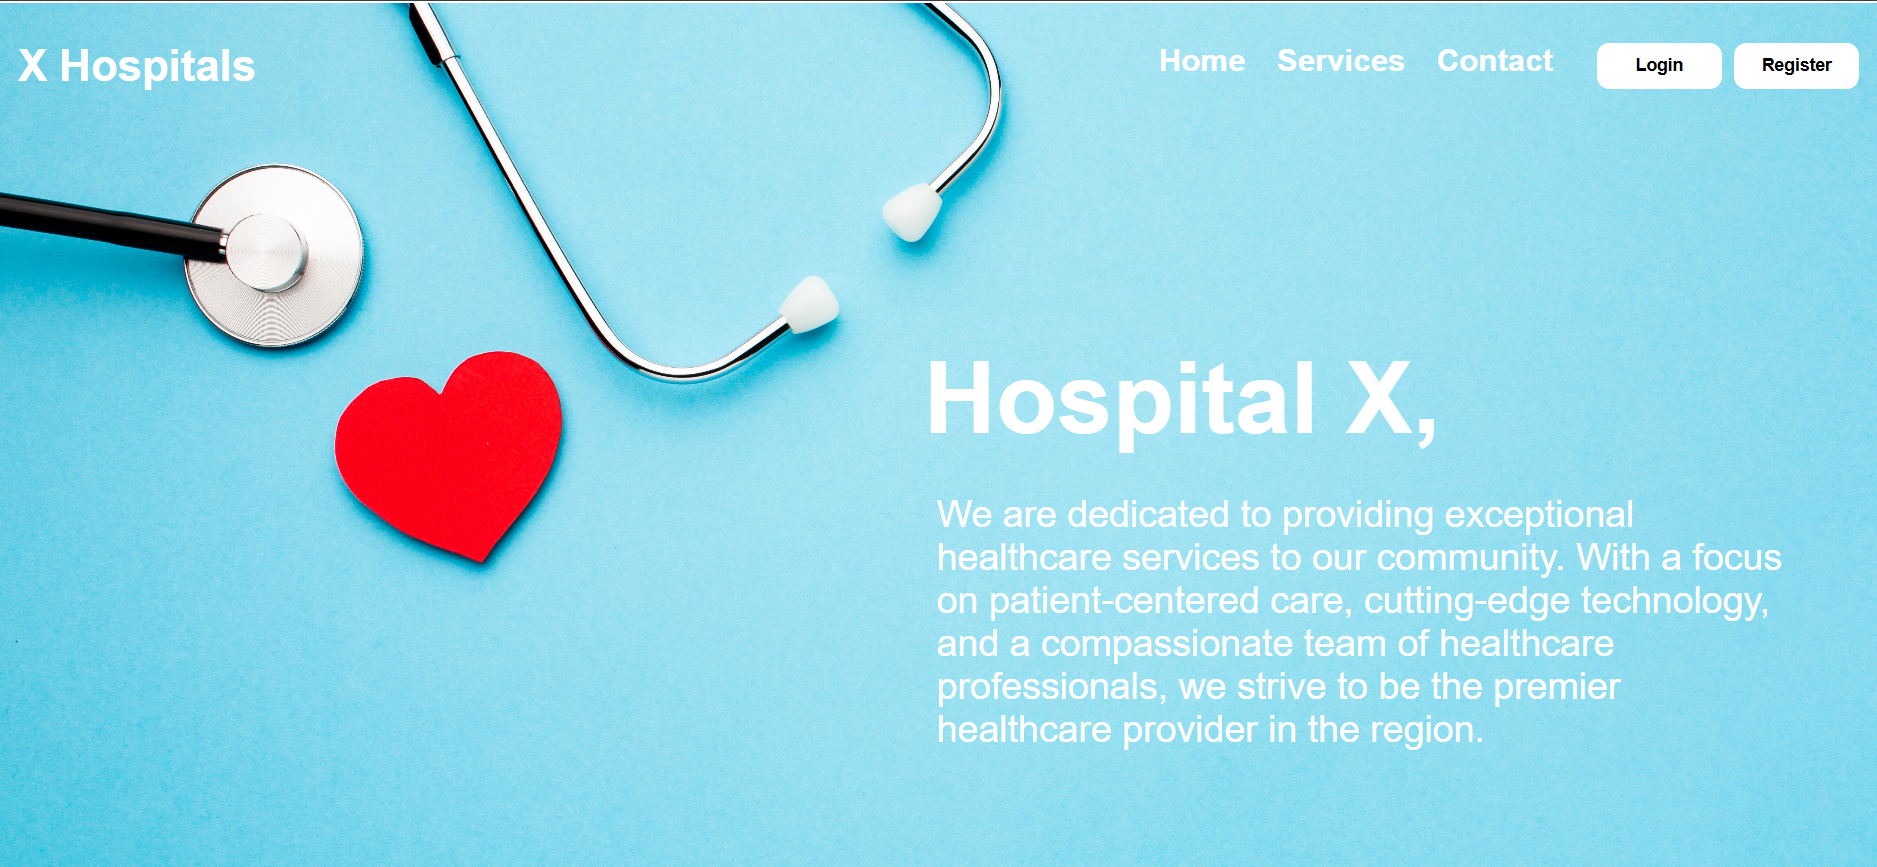 X Hospitals
Home Services Contact Login Register
Hospital X,
We are dedicated to providing exceptional
healthcare services to our community. With a focus
on patient-centered care, cutting-edge technology,
and a compassionate team of healthcare
professionals, we strive to be the premier
healthcare provider in the region.